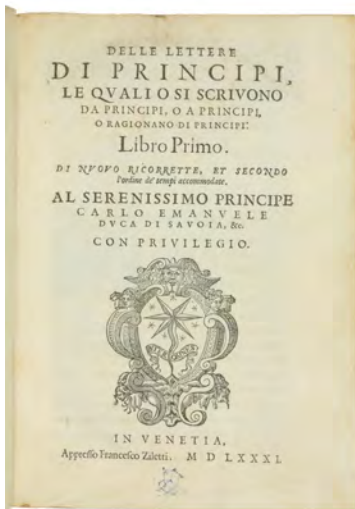 DELLE LETTERE
DI PRINCIPI,
LE QVALI O SI SCRIVONO
DA PRINCIPI, O A PRINCIPI,
O RAGIONANO DI PRINCIPI.
Libro Primo.
DI NVOVO RICORRETTE, ET SECONDO
l'ordine de' tempi accommodate.
AL SERENISSIMO PRINCIPE
CARLO EMANVELE
DVCA DI SAVOIA, &c.
CON PRIVILEGIO.
IN VENETIA,
Appresso Francesco Ziletti. M D LXXXI.